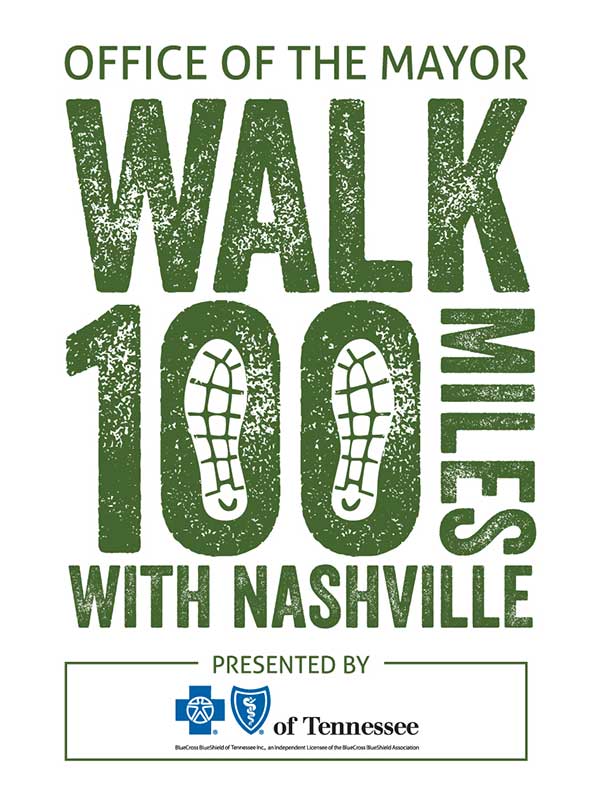 OFFICE OF THE MAYOR
WALK
100
MILES
WITH NASHVILLE
PRESENTED BY
of Tennessee
BlueCross BlueShield of Tennessee Inc., an Independent Licensee of the BlueCross BlueShield Association